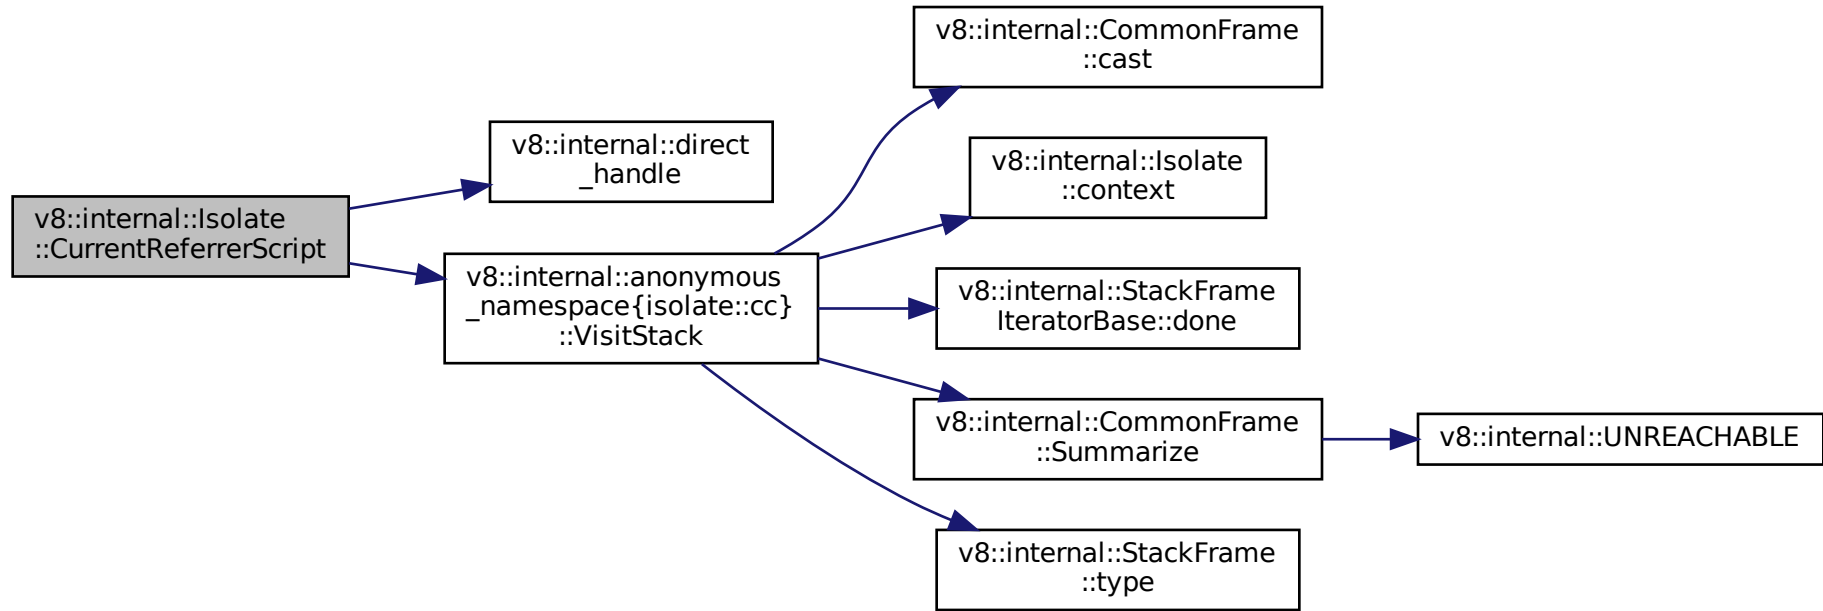 v8::internal::Isolate
::CurrentReferrerScript
v8::internal::direct
_handle
v8::internal::anonymous
_namespace{isolate::cc}
::VisitStack
v8::internal::CommonFrame
::cast
v8::internal::Isolate
::context
v8::internal::StackFrame
IteratorBase::done
v8::internal::CommonFrame
::Summarize
v8::internal::UNREACHABLE
v8::internal::StackFrame
::type